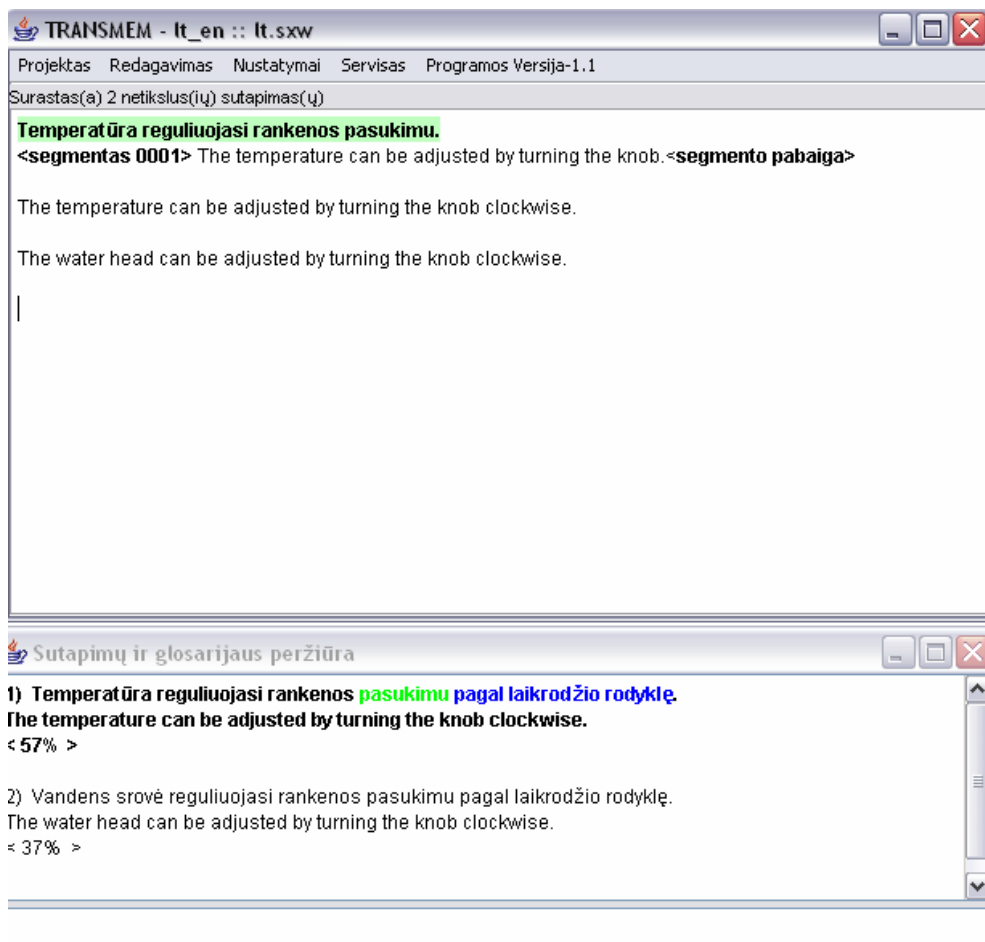 TRANSMEM - lt_en :: lt.sxw
Projektas Redagavimas Nustatymai Servisas Programos Versija-1.1
Surastas(a) 2 netikslus(ių) sutapimas(ų)
Temperatūra reguliuojasi rankenos pasukimu.
<segmentas 0001> The temperature can be adjusted by turning the knob.<segmento pabaiga>
The temperature can be adjusted by turning the knob clockwise.
The water head can be adjusted by turning the knob clockwise.
Sutapimų ir glosarijaus peržiūra
1) Temperatūra reguliuojasi rankenos pasukimu pagal laikrodžio rodyklę.
The temperature can be adjusted by turning the knob clockwise.
< 57% >
2) Vandens srovė reguliuojasi rankenos pasukimu pagal laikrodžio rodyklę.
The water head can be adjusted by turning the knob clockwise.
< 37% >